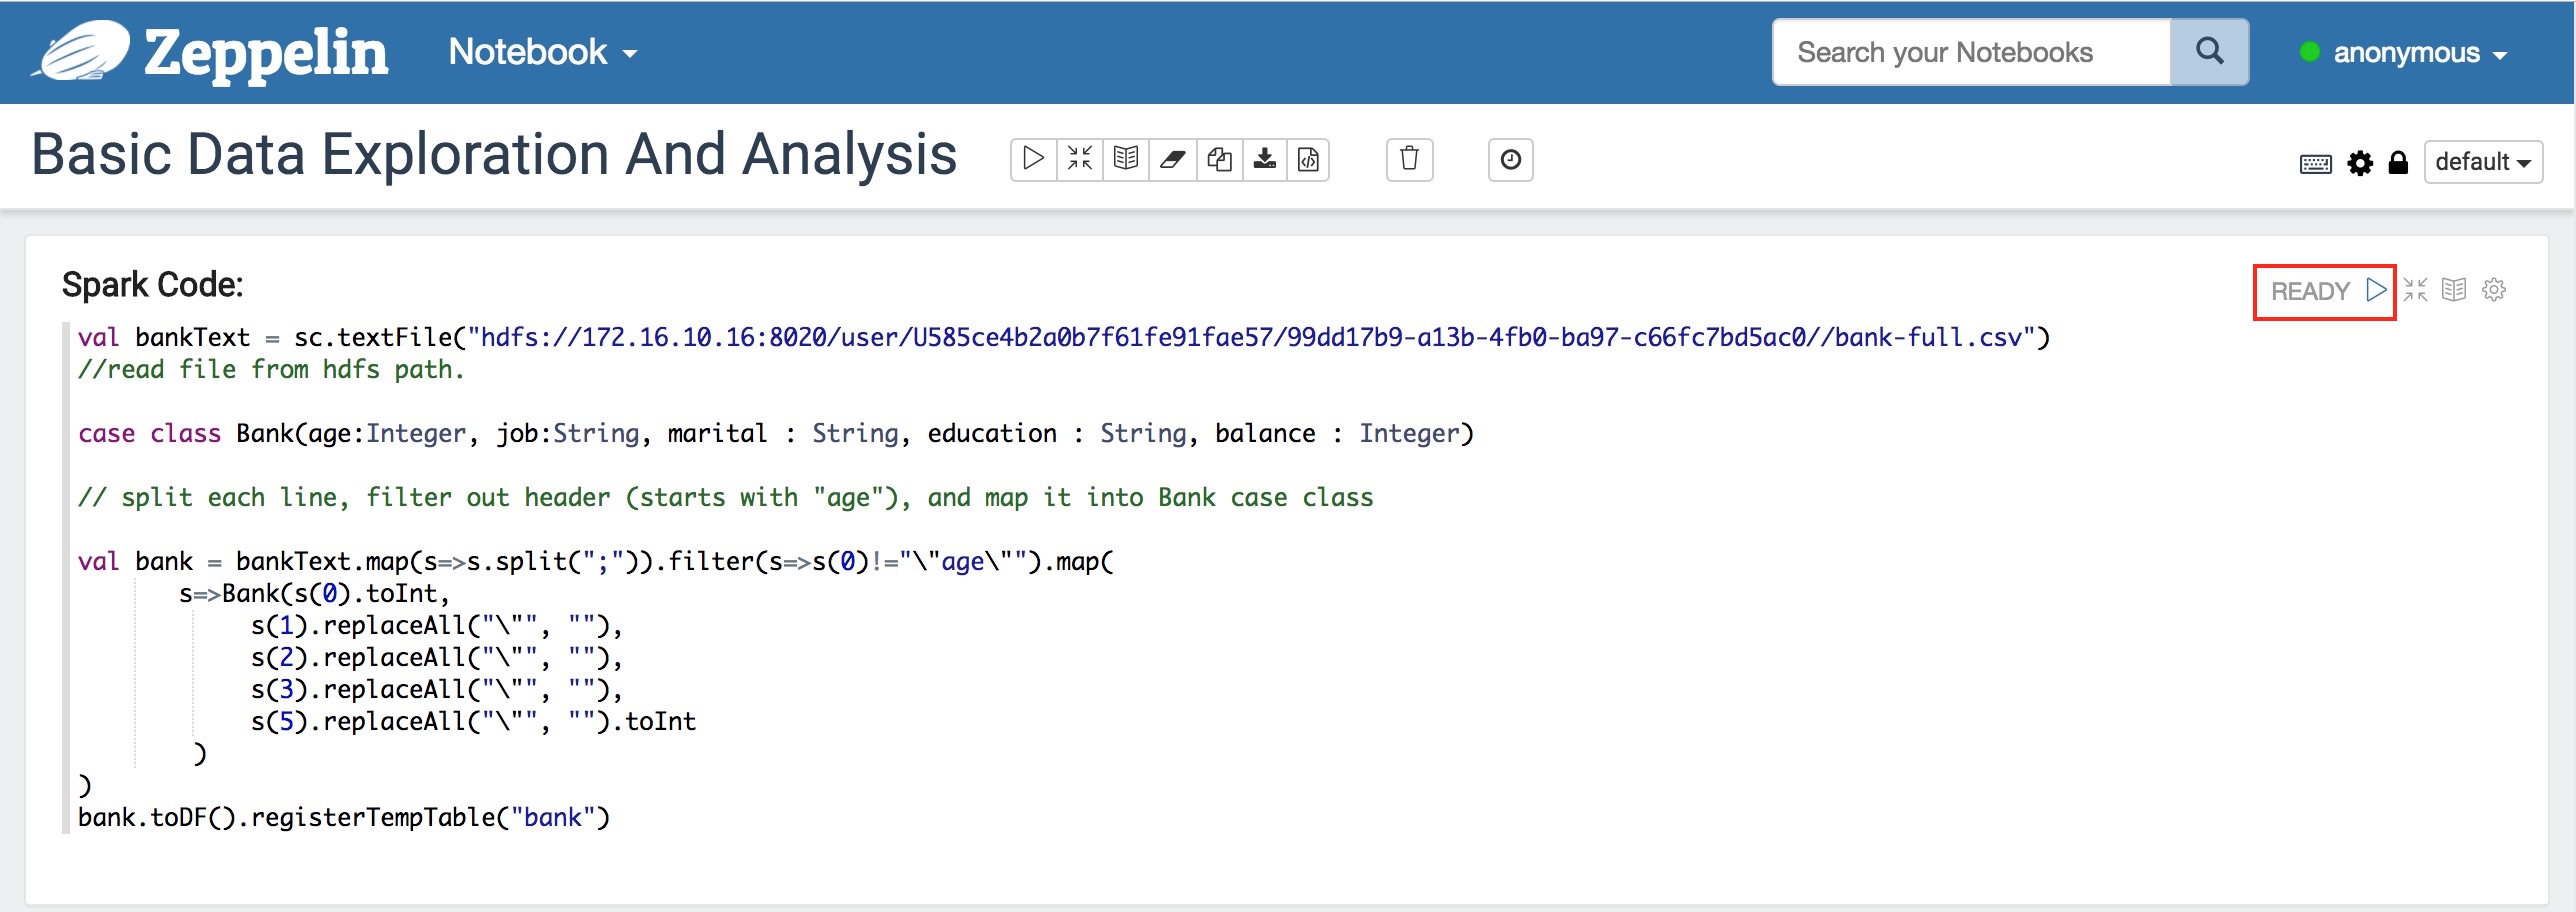 Zeppelin Notebook Search your Notebooks anonymous
Basic Data Exploration And Analysis default
Spark Code: READY
val bankText = sc.textFile("hdfs://172.16.10.16:8020/user/U585ce4b2a0b7f61fe91fae57/99dd17b9-a13b-4fb0-ba97-c66fc7bd5ac0//bank-full.csv")
//read file from hdfs path.
case class Bank(age:Integer, job:String, marital : String, education : String, balance : Integer)
// split each line, filter out header (starts with "age"), and map it into Bank case class
val bank = bankText.map(s=>s.split(";")).filter(s=>s(0)!="\"age\"").map(
s=>Bank(s(0).toInt,
s(1).replaceAll("\"", ""),
s(2).replaceAll("\"", ""),
s(3).replaceAll("\"", ""),
s(5).replaceAll("\"", "").toInt
)
)
bank.toDF().registerTempTable("bank")